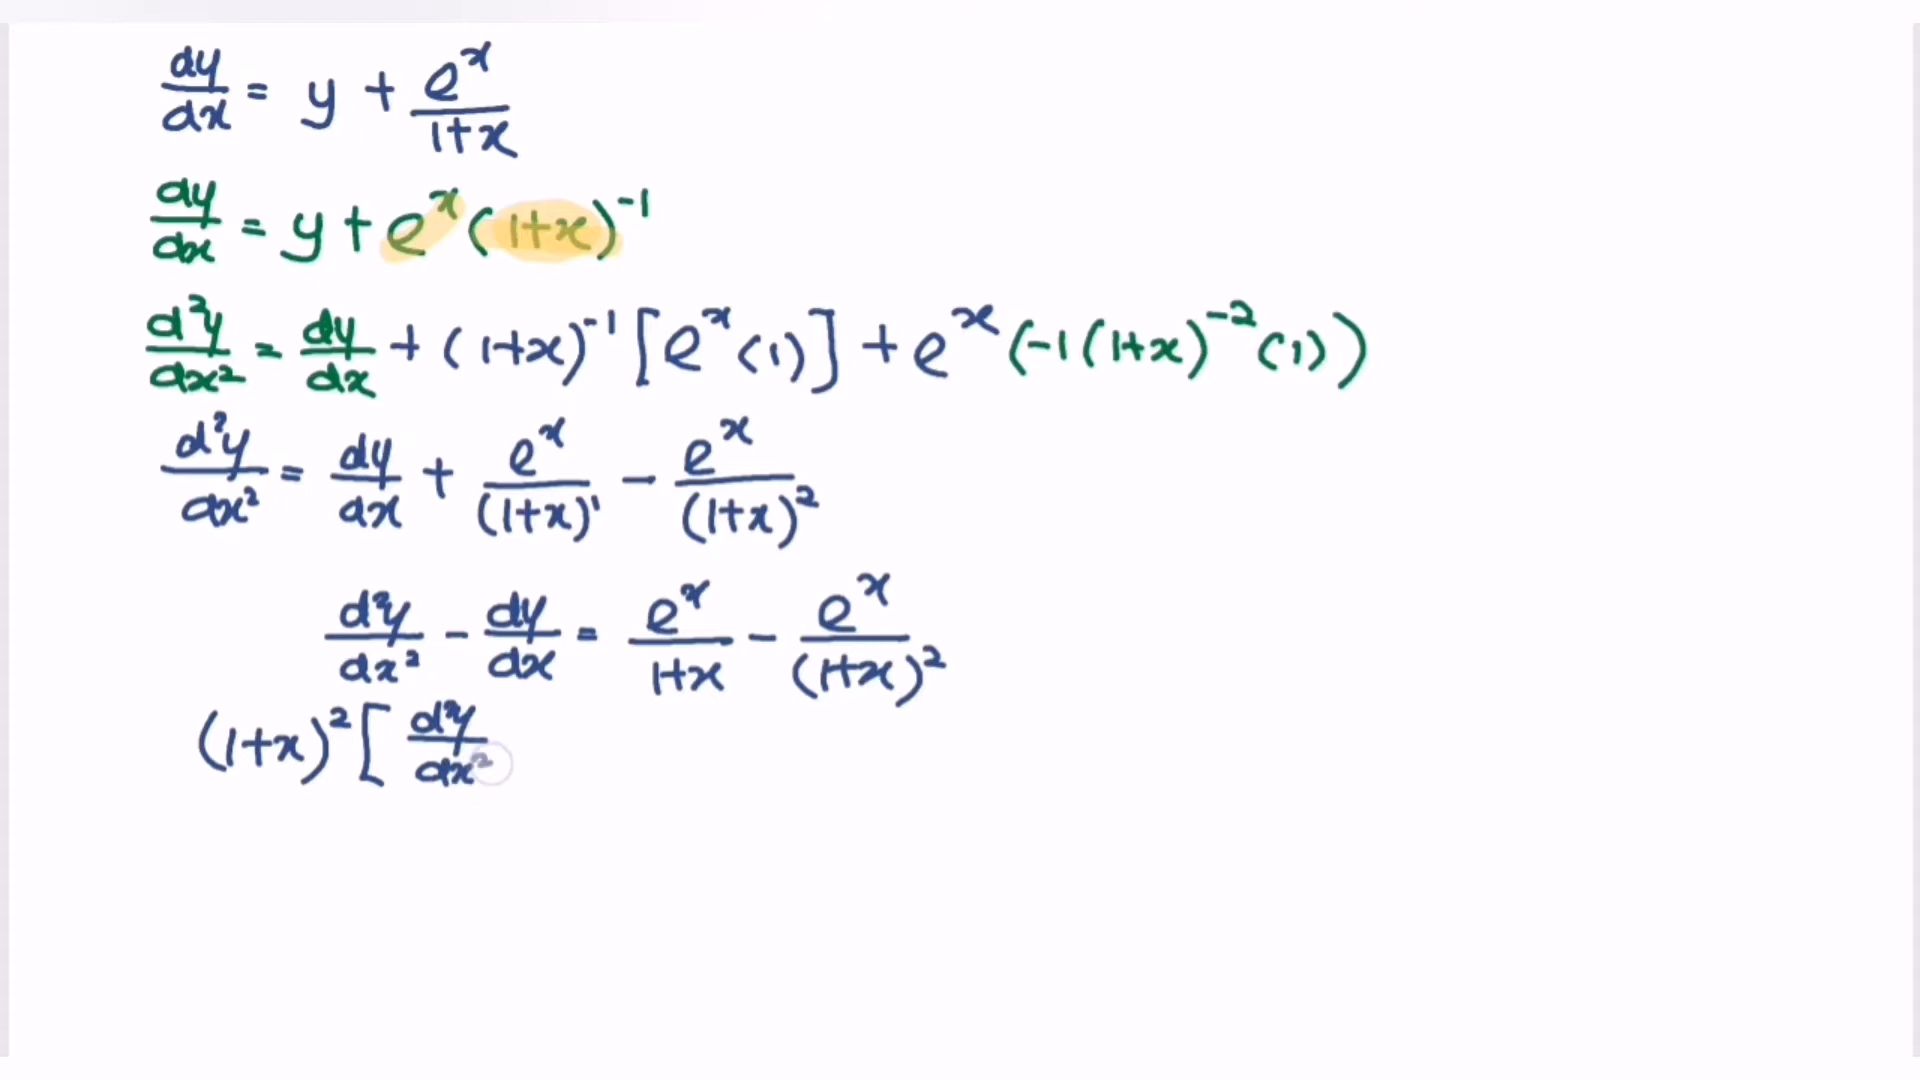 dy/dx = y + e^x/(1+x)
dy/dx = y + e^x (1+x)^-1
d²y/dx² = dy/dx + (1+x)^-1 [e^x (1)] + e^x (-1(1+x)^-2 (1))
d²y/dx² = dy/dx + e^x/(1+x)^1 - e^x/(1+x)^2
d²y/dx² - dy/dx = e^x/(1+x) - e^x/(1+x)^2
(1+x)^2 [ d²y/dx²